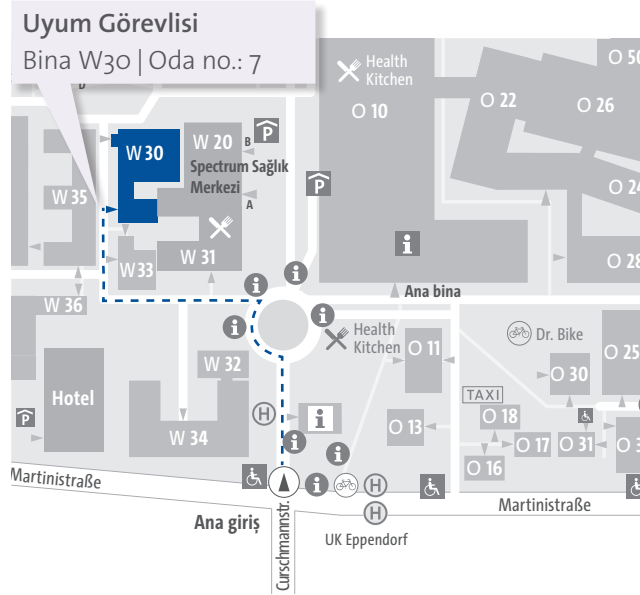 Uyum Görevlisi
Bina W30 | Oda no.: 7
D
Health
Kitchen
O 10
O 22
O 26
O 50
W 30
W 20
B
P
Spectrum Sağlık
Merkezi
A
P
W 35
O 24
i
O 28
W 33
W 31
i
i
Ana bina
W 36
i
i
Health
Kitchen
O 11
Dr. Bike
O 25
W 32
O 30
Hotel
TAXI
P
H
i
O 13
O 18
O 17
O 31
W 34
i
i
O 16
Martinistraße
i
H
Martinistraße
H
Ana giriş
Curschmannstr.
UK Eppendorf